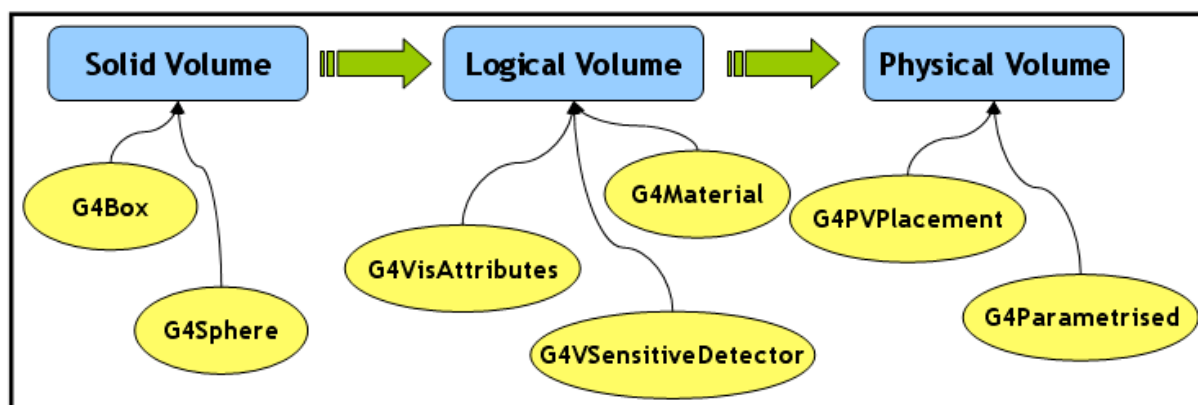 Solid Volume
Logical Volume
Physical Volume
G4Box
G4Sphere
G4VisAttributes
G4Material
G4VSensitiveDetector
G4PVPlacement
G4Parametrised